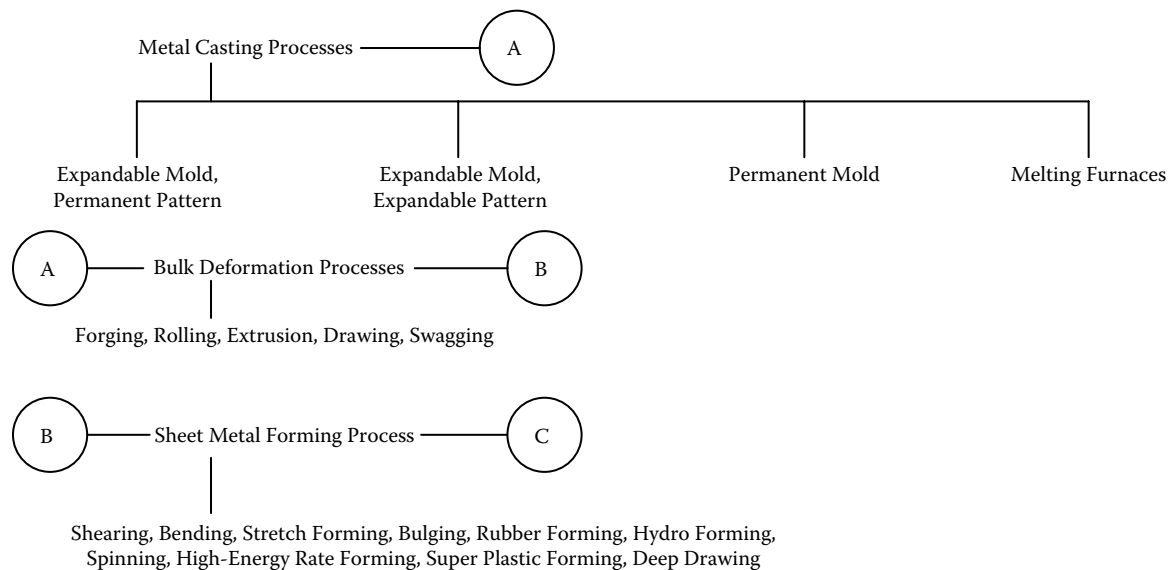 Metal Casting Processes
A
Expandable Mold,
Permanent Pattern
Expandable Mold,
Expandable Pattern
Permanent Mold
Melting Furnaces
A
Bulk Deformation Processes
B
Forging, Rolling, Extrusion, Drawing, Swagging
B
Sheet Metal Forming Process
C
Shearing, Bending, Stretch Forming, Bulging, Rubber Forming, Hydro Forming,
Spinning, High-Energy Rate Forming, Super Plastic Forming, Deep Drawing